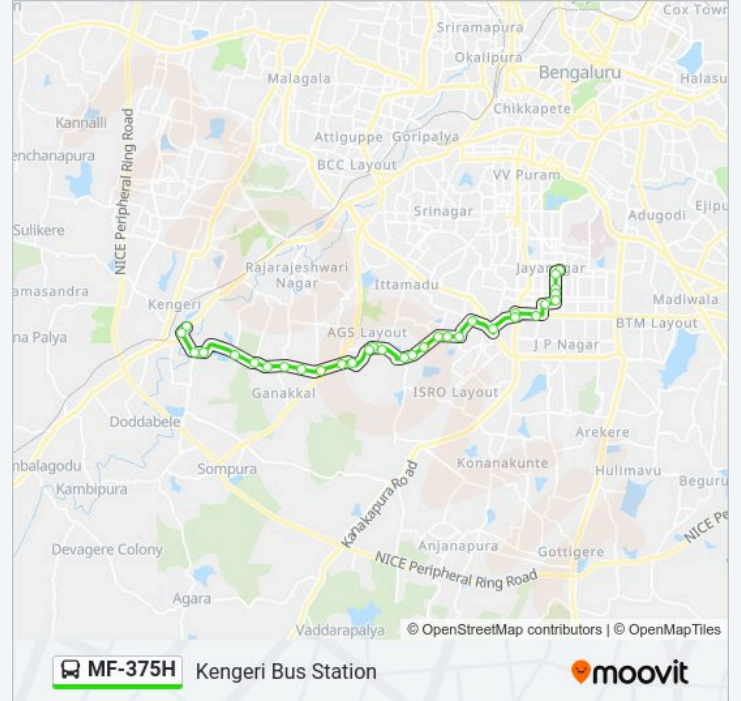 Cox Town
Sriramapura
Okalipura
Bengaluru
Halasu
Malagala
Chikkapete
Kannalli
Attiguppe
Goripalya
enchanapura
BCC Layout
VV Puram
NICE Peripheral Ring Road
Srinagar
Adugodi
Ejipu
Sulikere
Rajarajeshwari
Nagar
Jayanagar
Ittamadu
amasandra
Kengeri
Madiwala
na Palya
AGS Layout
BTM Layout
J P Nagar
Ganakkal
ISRO Layout
Doddabele
Arekere
nbalagodu
Sompura
Konanakunte
Hulimavu
Kambipura
Beguru
Kanakapura Road
NICE Pe
Devagere Colony
Anjanapura
Gottigere
NICE Peripheral Ring Road
Agara
Vaddarapalya
© OpenStreetMap contributors | © OpenMapTiles
MF-375H Kengeri Bus Station
moovit